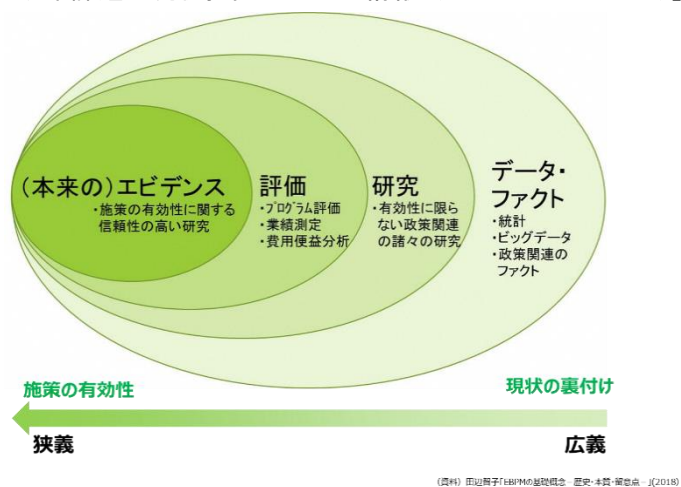 (本来の)エビデンス
・施策の有効性に関する
信頼性の高い研究
評価
・プログラム評価
・業績測定
・費用便益分析
研究
・有効性に限ら
ない政策関連
の諸々の研究
データ・
ファクト
・統計
・ビッグデータ
・政策関連の
ファクト
施策の有効性
現状の裏付け
狭義
広義
(資料) 田辺智子「EBPMの基礎概念 – 歴史・本質・留意点 – 」(2018)